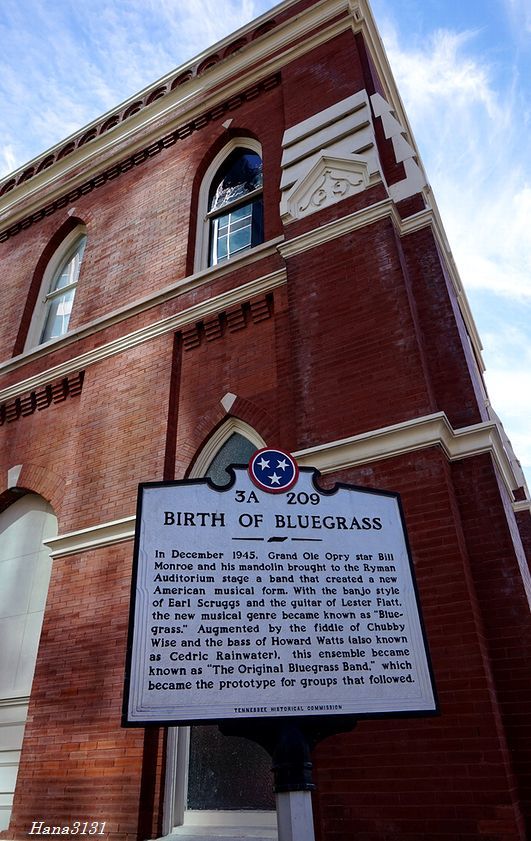 3A 209
BIRTH OF BLUEGRASS
In December 1945, Grand Ole Opry star Bill
Monroe and his mandolin brought to the Ryman
Auditorium stage a band that created a new
American musical form. With the banjo style
of Earl Scruggs and the guitar of Lester Flatt,
the new musical genre became known as "Blue-
grass." Augmented by the fiddle of Chubby
Wise and the bass of Howard Watts (also known
as Cedric Rainwater), this ensemble became
known as "The Original Bluegrass Band," which
became the prototype for groups that followed.
TENNESSEE HISTORICAL COMMISSION
Hana3131